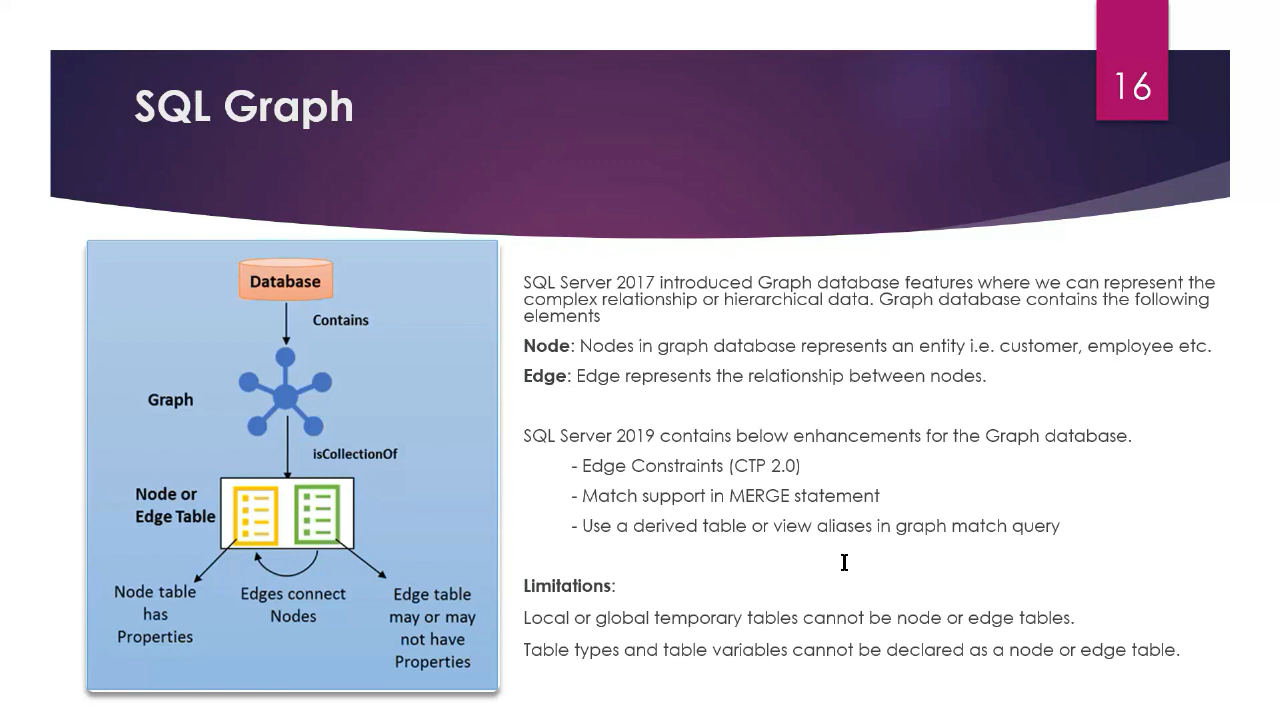 SQL Graph
16
Database
Contains
Graph
isCollectionOf
Node or
Edge Table
Node table
has
Properties
Edges connect
Nodes
Edge table
may or may
not have
Properties
SQL Server 2017 introduced Graph database features where we can represent the
complex relationship or hierarchical data. Graph database contains the following
elements
Node: Nodes in graph database represents an entity i.e. customer, employee etc.
Edge: Edge represents the relationship between nodes.
SQL Server 2019 contains below enhancements for the Graph database.
- Edge Constraints (CTP 2.0)
- Match support in MERGE statement
- Use a derived table or view aliases in graph match query
Limitations:
Local or global temporary tables cannot be node or edge tables.
Table types and table variables cannot be declared as a node or edge table.